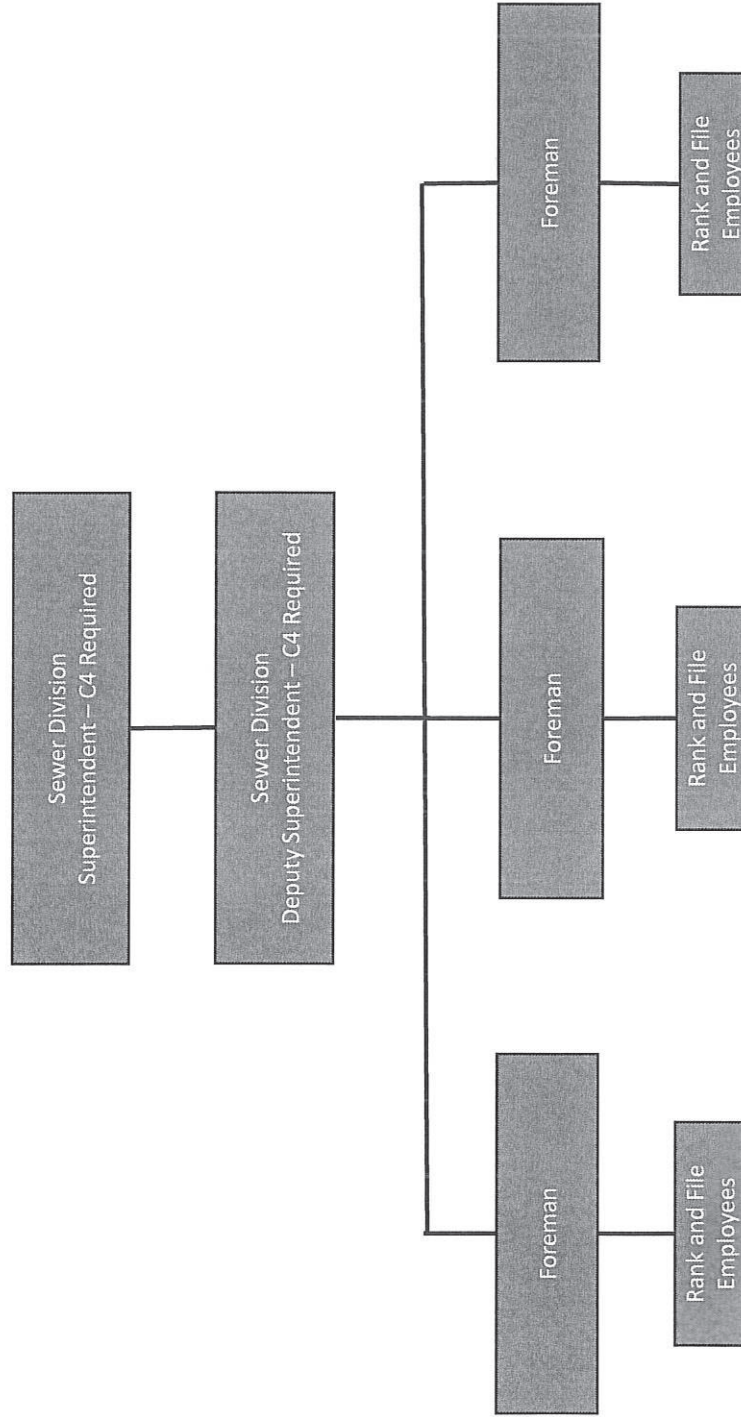 Sewer Division
Superintendent – C4 Required
Sewer Division
Deputy Superintendent – C4 Required
Foreman
Foreman
Foreman
Rank and File
Employees
Rank and File
Employees
Rank and File
Employees